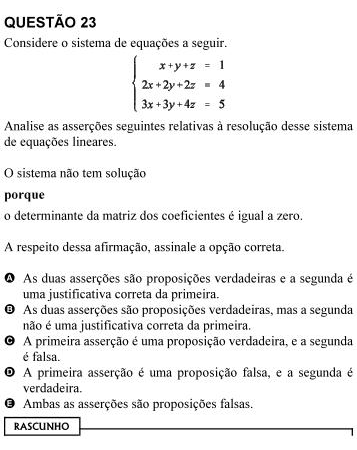 QUESTÃO 23
Considere o sistema de equações a seguir.
x + y + z = 1
2x + 2y + 2z = 4
3x + 3y + 4z = 5
Analise as asserções seguintes relativas à resolução desse sistema
de equações lineares.
O sistema não tem solução
porque
o determinante da matriz dos coeficientes é igual a zero.
A respeito dessa afirmação, assinale a opção correta.
A As duas asserções são proposições verdadeiras e a segunda é
uma justificativa correta da primeira.
B As duas asserções são proposições verdadeiras, mas a segunda
não é uma justificativa correta da primeira.
C A primeira asserção é uma proposição verdadeira, e a segunda
é falsa.
D A primeira asserção é uma proposição falsa, e a segunda é
verdadeira.
E Ambas as asserções são proposições falsas.
RASCUNHO